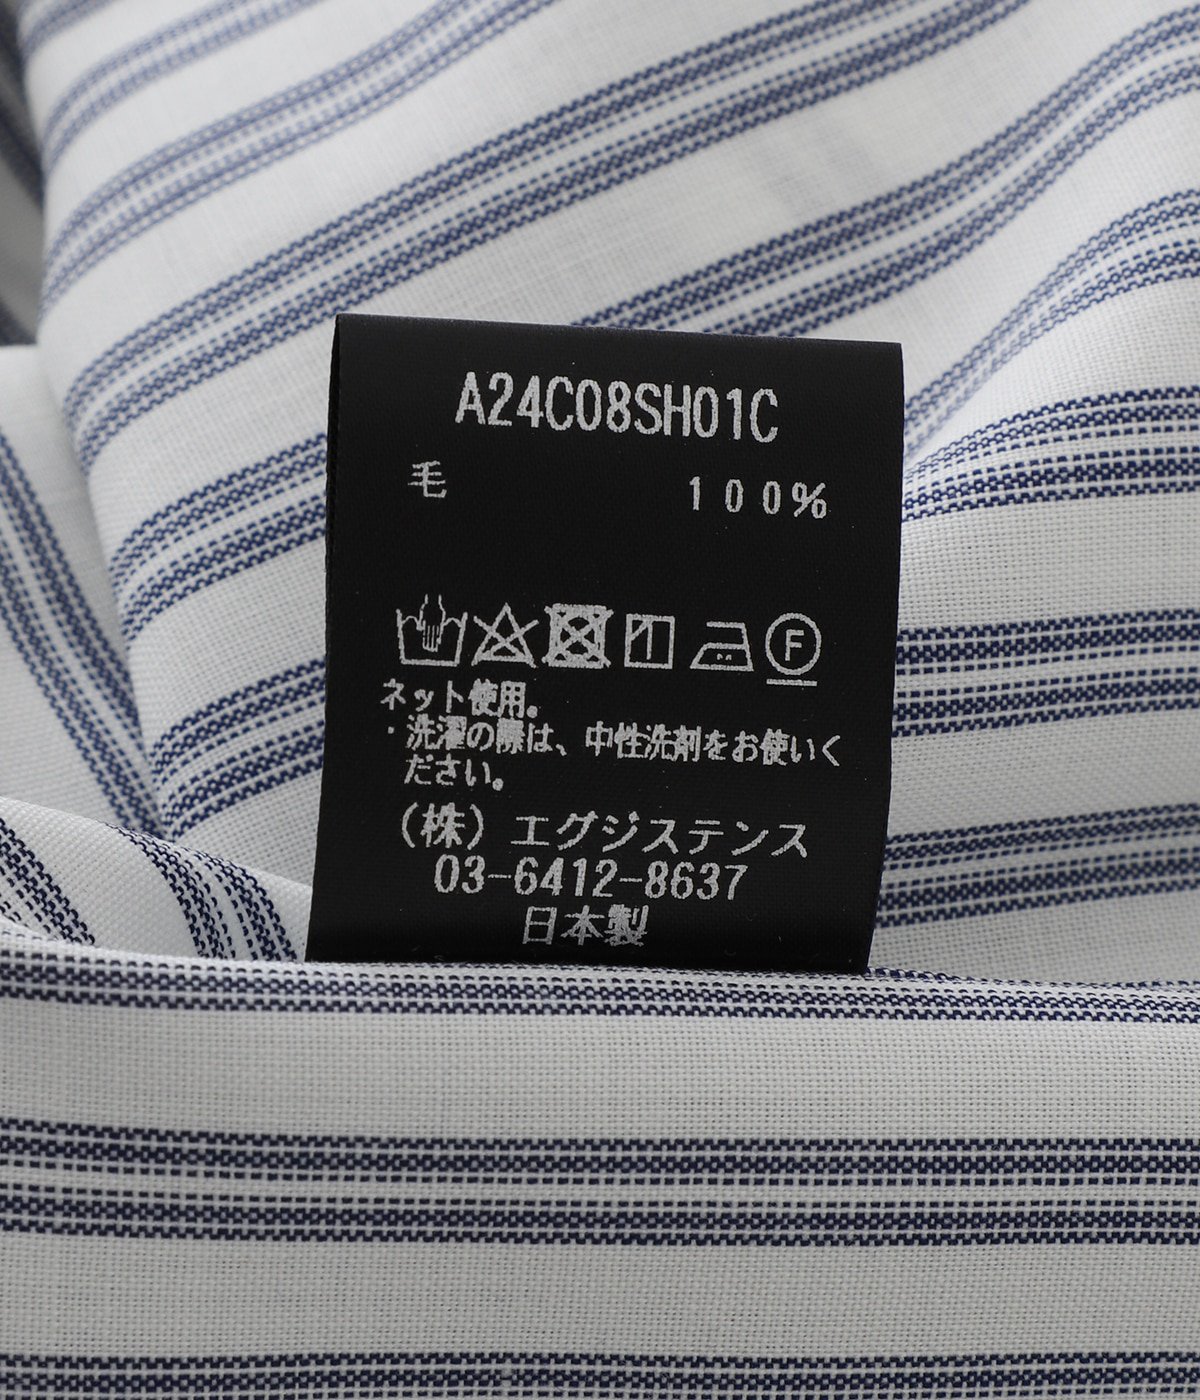 A24C08SH01C
毛 100%
F
ネット使用。
・洗濯の際は、中性洗剤をお使いく
ださい。
(株)エグジステンス
03-6412-8637
日本製